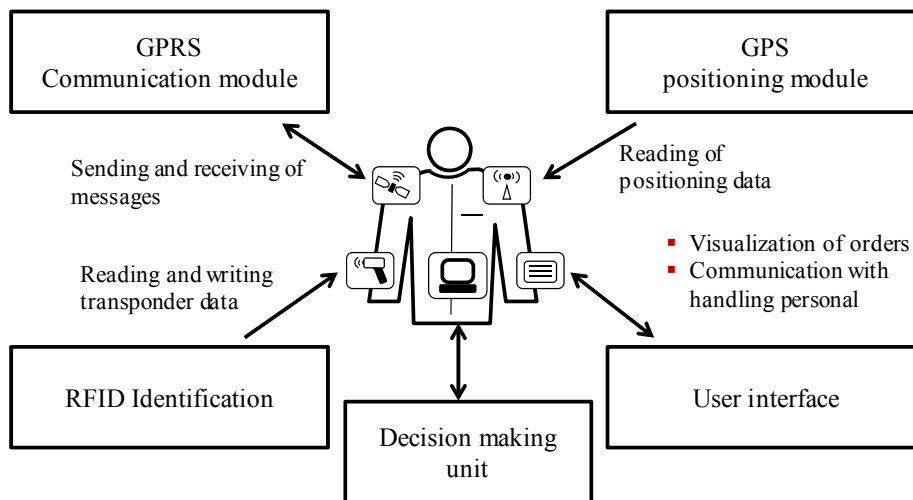 GPRS
Communication module
GPS
positioning module
Sending and receiving of
messages
Reading of
positioning data
Reading and writing
transponder data
▪ Visualization of orders
▪ Communication with
handling personal
RFID Identification
Decision making
unit
User interface